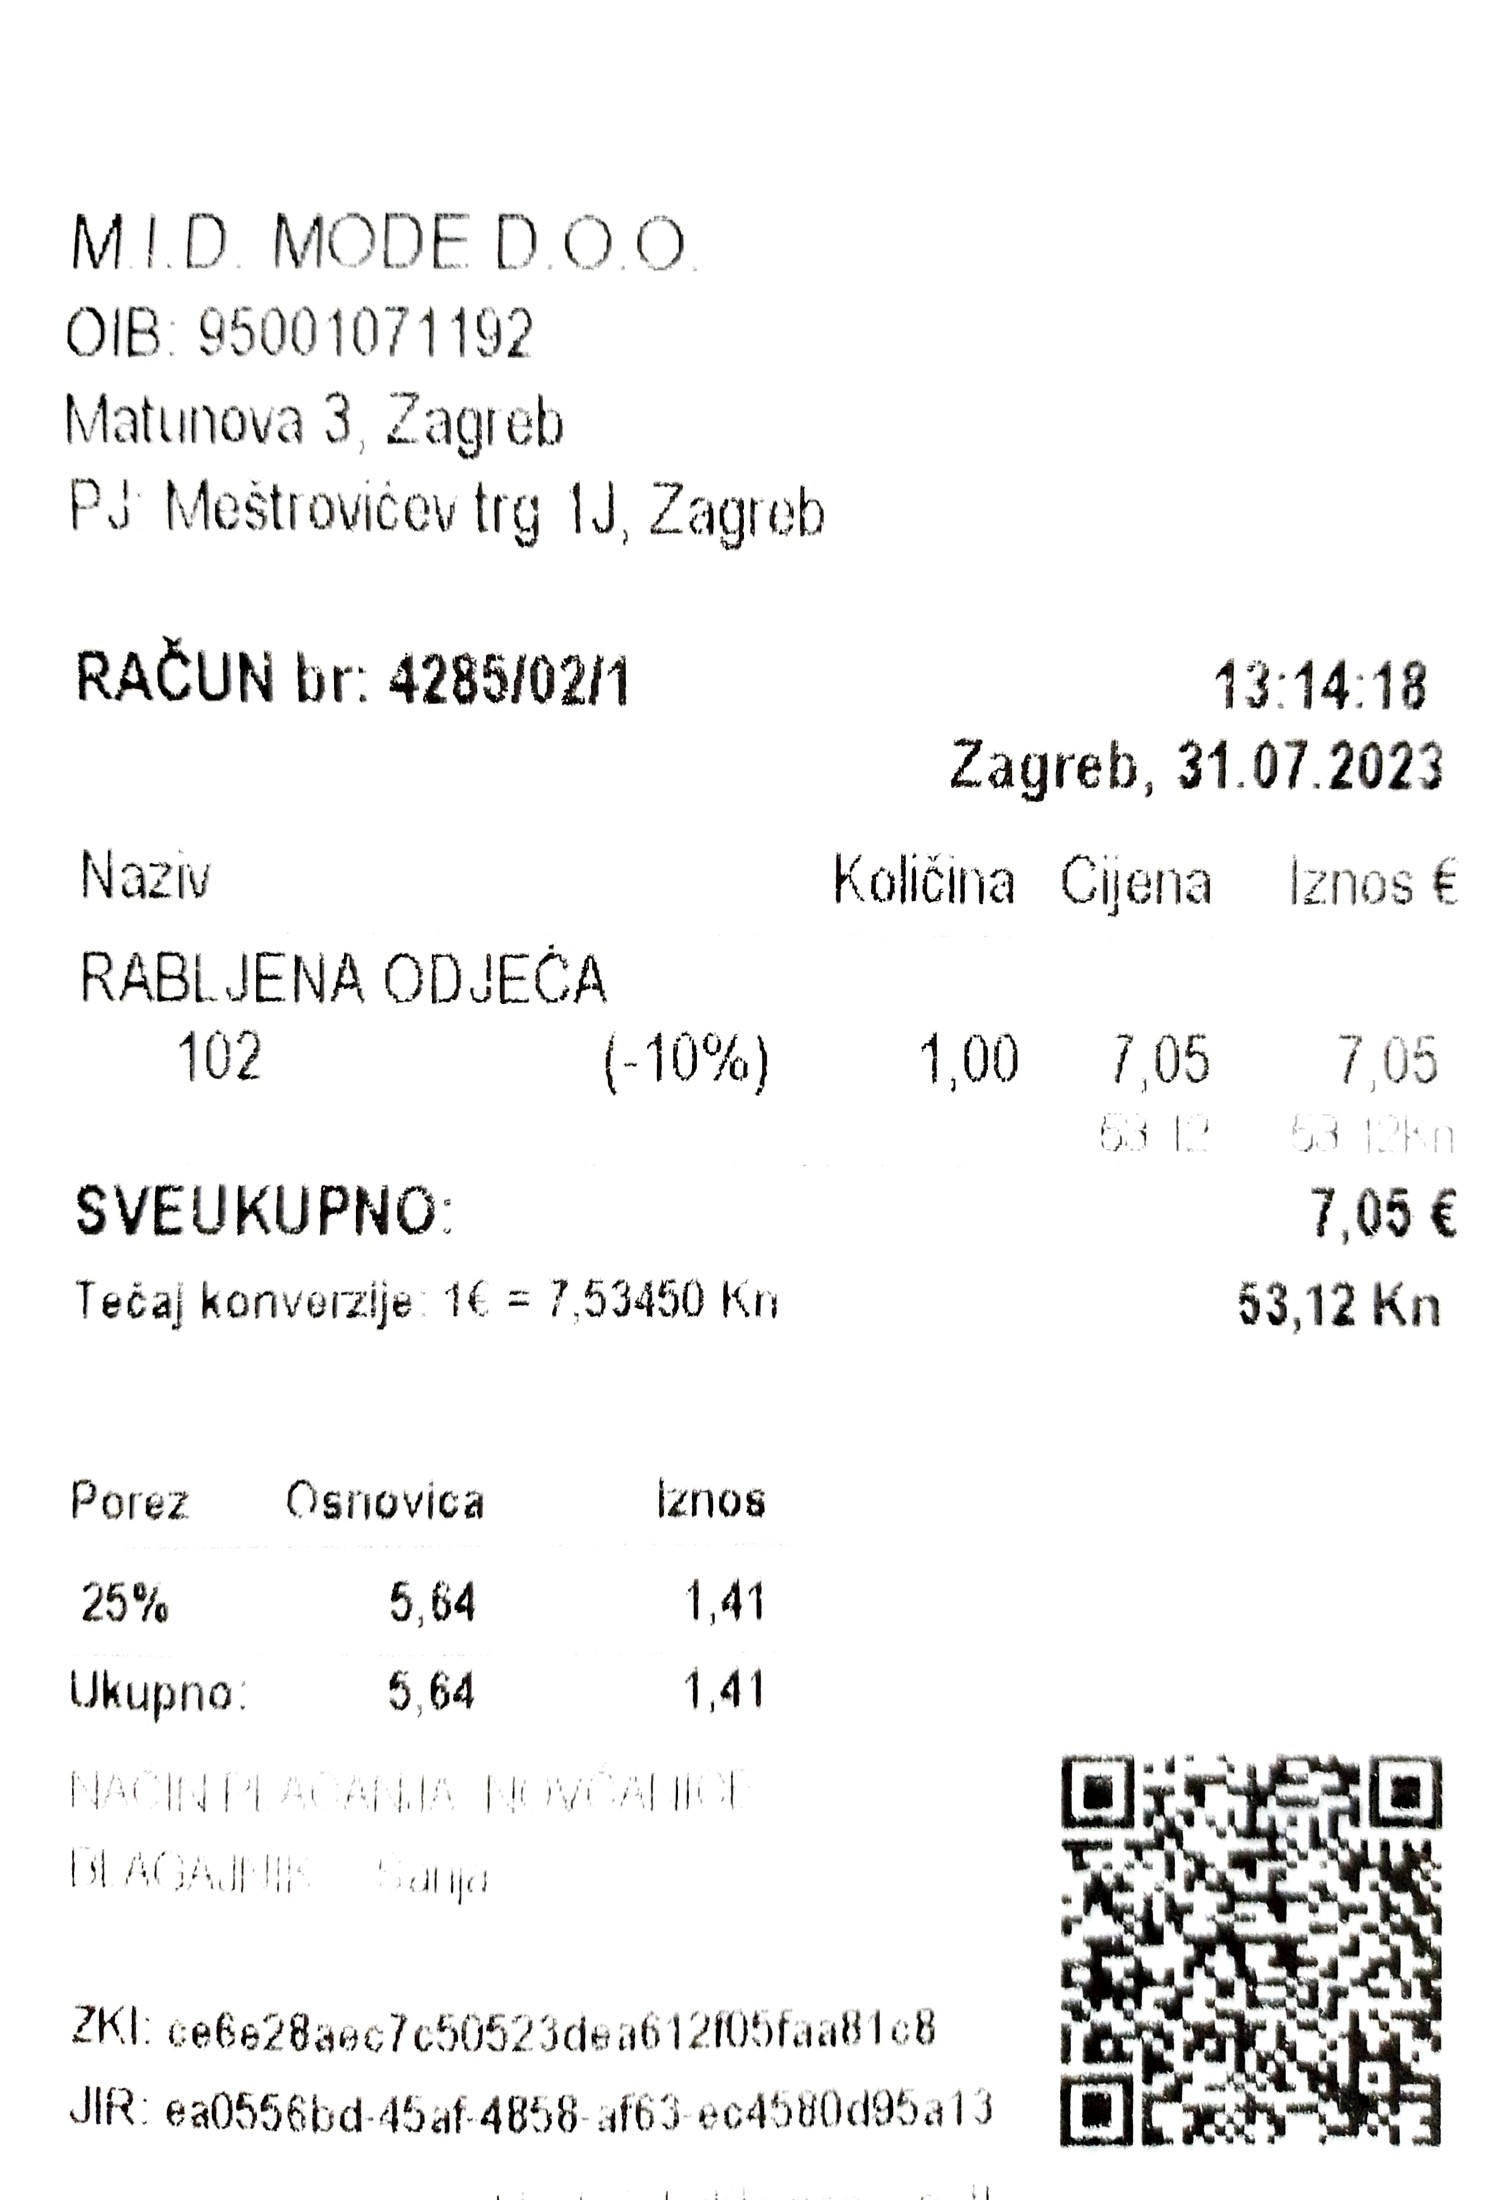 M.I.D. MODE D.O.O.
OIB: 95001071192
Matunova 3, Zagreb
PJ: Meštrovićev trg 1J, Zagreb
RAČUN br: 4285/02/1 13:14:18
Zagreb, 31.07.2023
Naziv Količina Cijena Iznos €
RABLJENA ODJEĆA
102 (-10%) 1,00 7,05 7,05
53,12 53,12kn
SVEUKUPNO: 7,05 €
Tečaj konverzije: 1€ = 7,53450 Kn 53,12 Kn
Porez Osnovica Iznos
25% 5,64 1,41
Ukupno: 5,64 1,41
NAČIN PLAĆANJA: NOVČANICE
BLAGAJNIK: Sanja
ZKI: ce6e28aec7c50523dea612f05faa81c8
JIR: ea0556bd-45af-4858-af63-ec4580d95a13